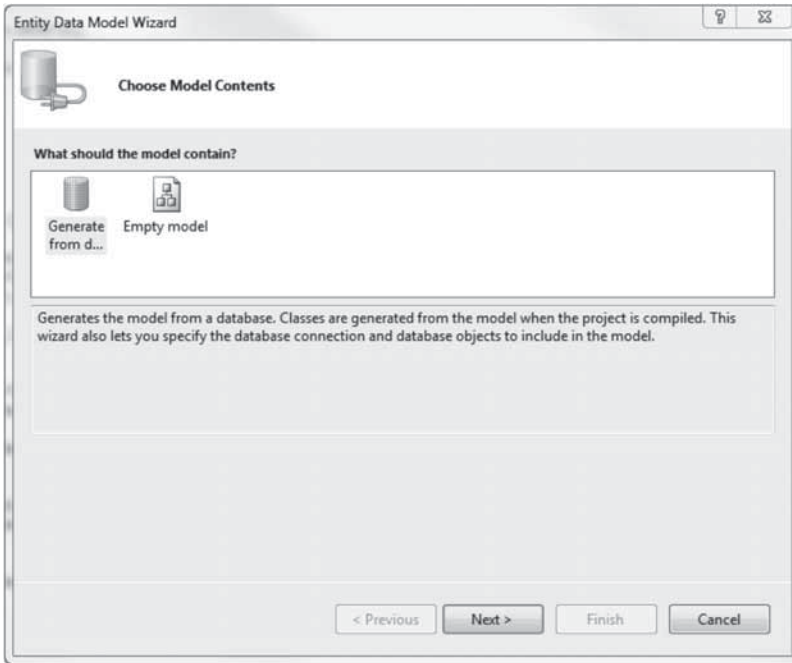 Entity Data Model Wizard
Choose Model Contents
What should the model contain?
Generate
from d...
Empty model
Generates the model from a database. Classes are generated from the model when the project is compiled. This
wizard also lets you specify the database connection and database objects to include in the model.
< Previous
Next >
Finish
Cancel